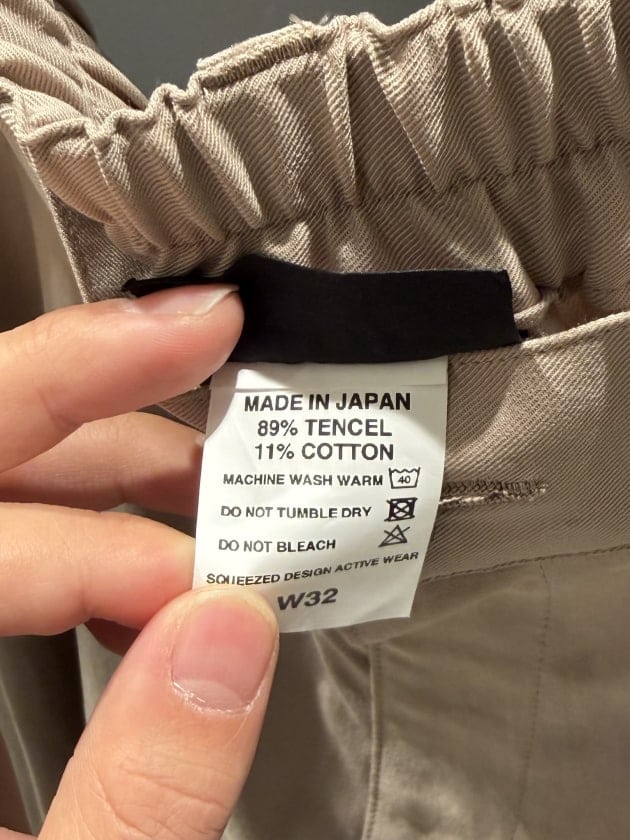 MADE IN JAPAN
89% TENCEL
11% COTTON
MACHINE WASH WARM 40
DO NOT TUMBLE DRY
DO NOT BLEACH
SQUEEZED DESIGN ACTIVE WEAR
W32